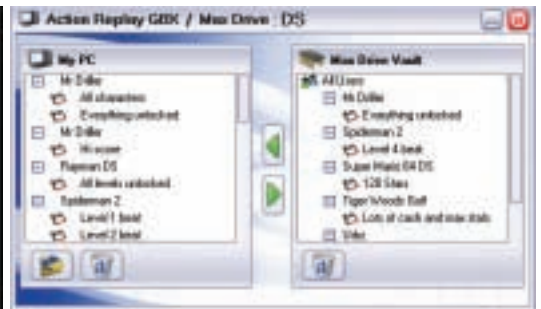 Action Replay GBX / Max Drive : DS
My PC
Mr Driller
All characters
Everything unlocked
Mr Driller
Hi score
Rayman DS
All levels unlocked
Spiderman 2
Level 1 beat
Level 2 beat
Max Drive Vault
All Users
Mr Driller
Everything unlocked
Spiderman 2
Level 4 beat
Super Mario 64 DS
120 Stars
Tiger Woods Golf
Lots of cash and max stats